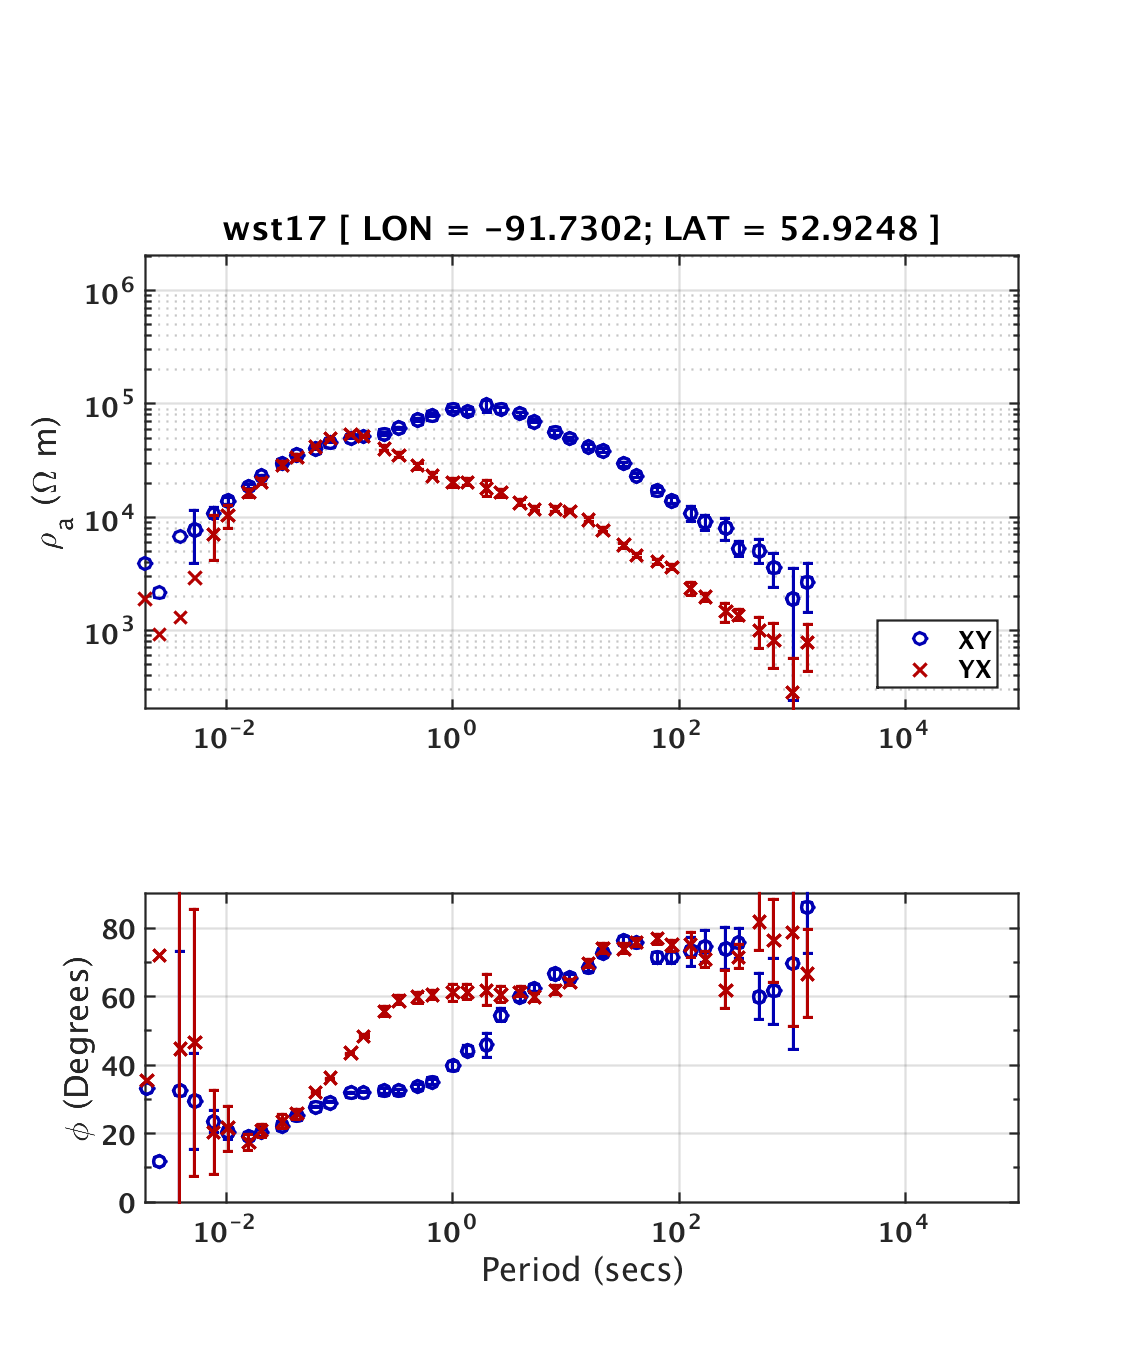 wst17 [ LON = -91.7302; LAT = 52.9248 ]
10^6
10^5
10^4
10^3
ρ_a (Ω m)
XY
YX
10^-2
10^0
10^2
10^4
80
60
40
20
0
ϕ (Degrees)
10^-2
10^0
10^2
10^4
Period (secs)